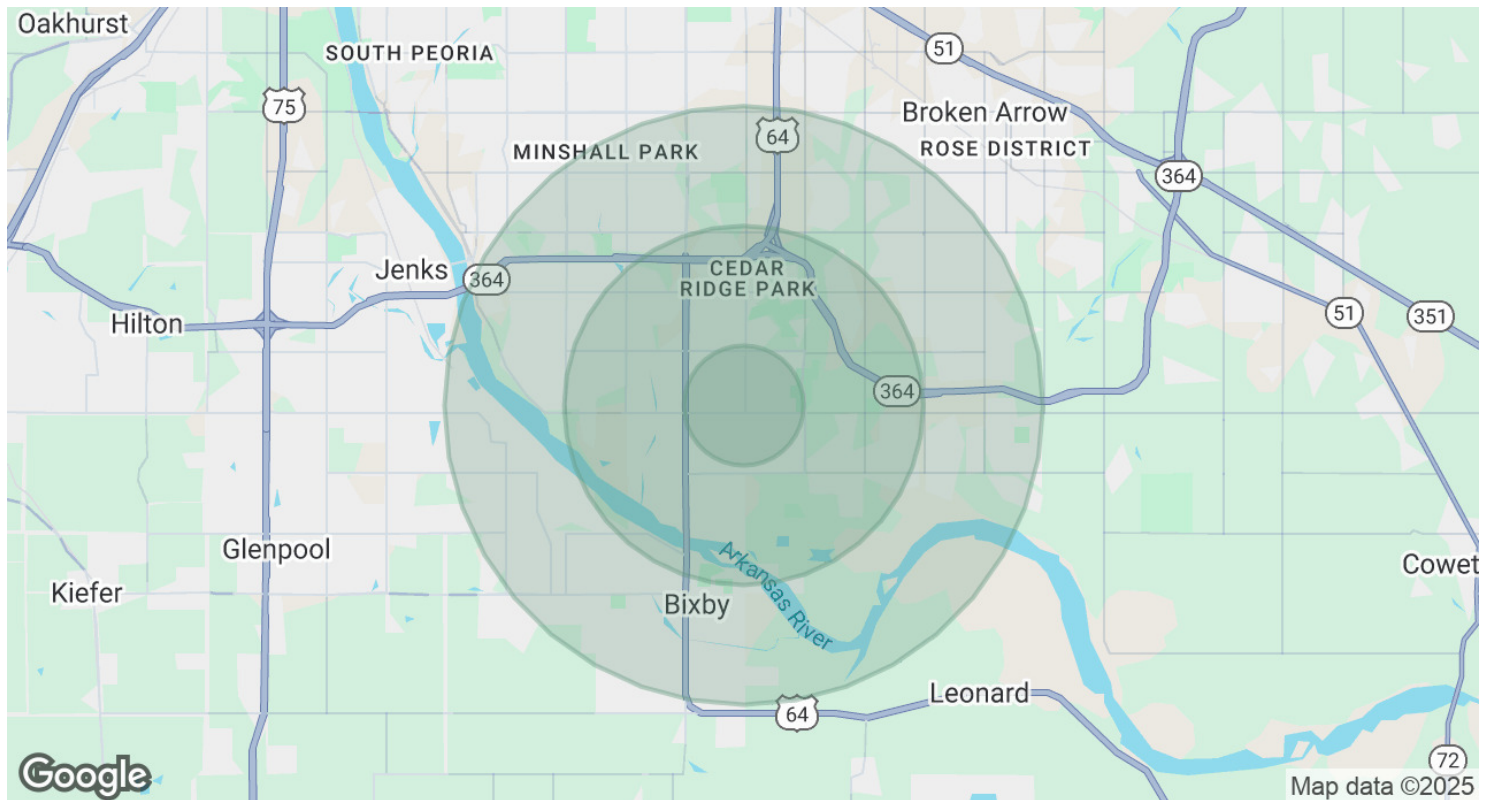 Oakhurst
SOUTH PEORIA
51
75
Broken Arrow
64
MINSHALL PARK
ROSE DISTRICT
364
Jenks
CEDAR
RIDGE PARK
364
Hilton
51
351
364
Glenpool
Arkansas River
Cowet
Kiefer
Bixby
Leonard
64
72
Google
Map data ©2025